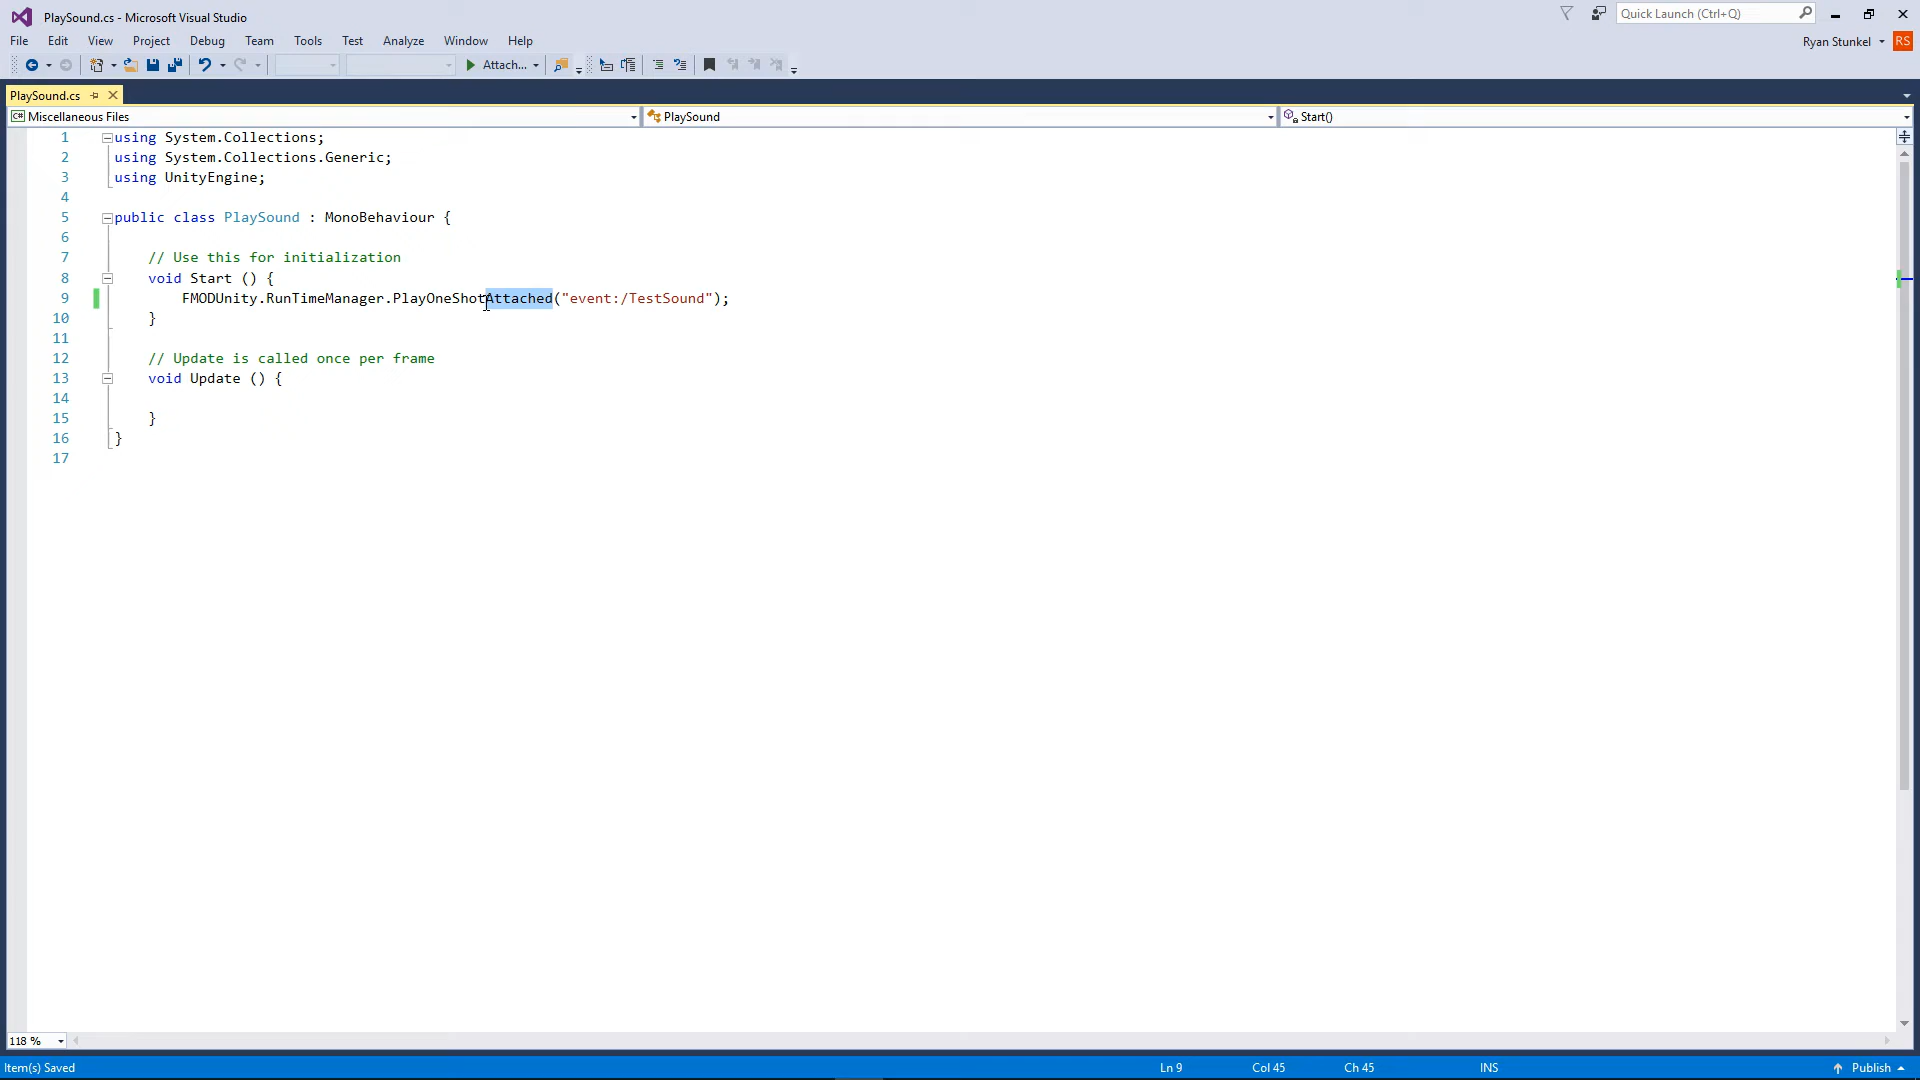 PlaySound.cs - Microsoft Visual Studio
Quick Launch (Ctrl+Q)
File Edit View Project Debug Team Tools Test Analyze Window Help
Ryan Stunkel RS
Attach...
PlaySound.cs
C# Miscellaneous Files PlaySound Start()
1 using System.Collections;
2 using System.Collections.Generic;
3 using UnityEngine;
4
5 public class PlaySound : MonoBehaviour {
6
7 // Use this for initialization
8 void Start () {
9 FMODUnity.RunTimeManager.PlayOneShotAttached("event:/TestSound");
10 }
11
12 // Update is called once per frame
13 void Update () {
14
15 }
16 }
17
118 %
Item(s) Saved Ln 9 Col 45 Ch 45 INS Publish